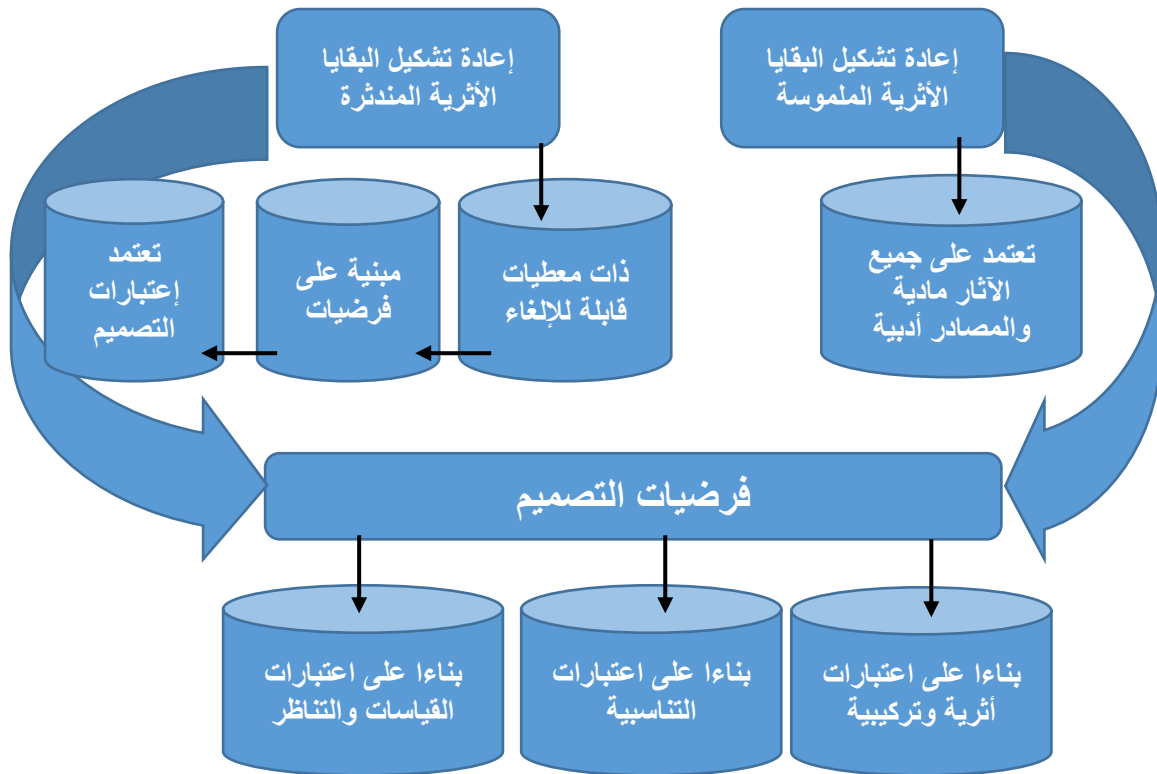 إعادة تشكيل البقايا
الأثرية الملموسة
إعادة تشكيل البقايا
الأثرية المندثرة
تعتمد على جميع
الآثار مادية
والمصادر أدبية
ذات معطيات
قابلة للإلغاء
مبنية على
فرضيات
تعتمد
إعتبارات
التصميم
فرضيات التصميم
بناءا على اعتبارات
أثرية وتركيبية
بناءا على اعتبارات
التناسبية
بناءا على اعتبارات
القياسات والتناظر